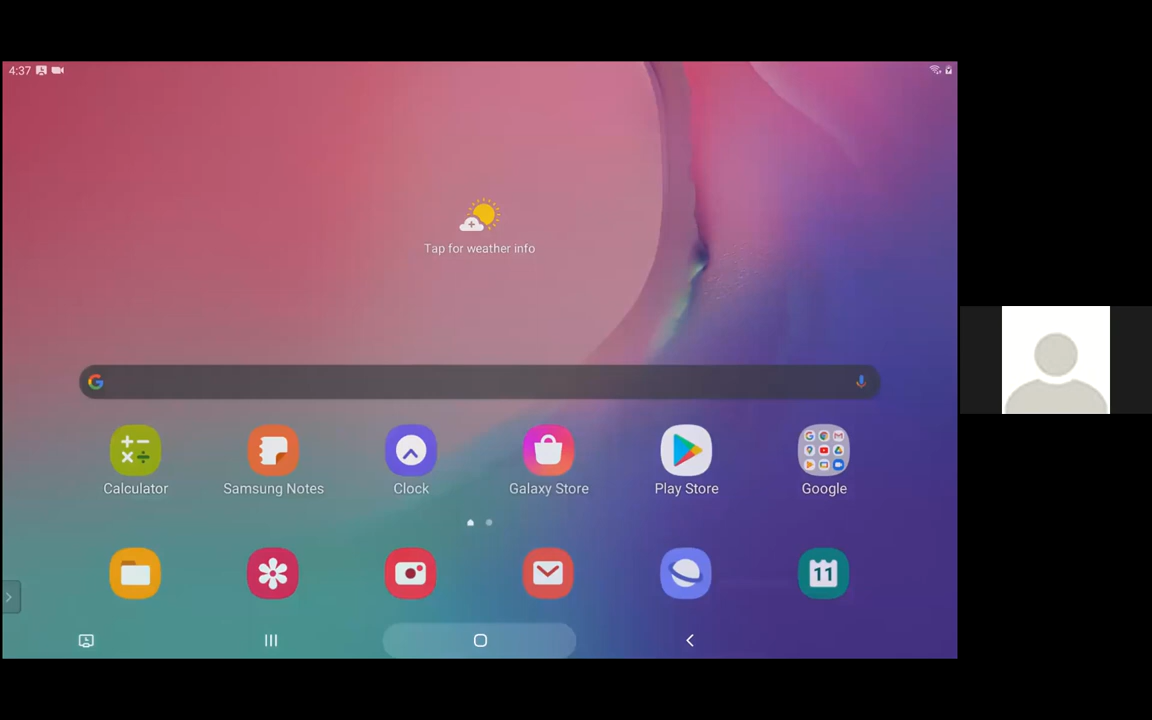 4:37
Tap for weather info
Calculator
Samsung Notes
Clock
Galaxy Store
Play Store
Google
11